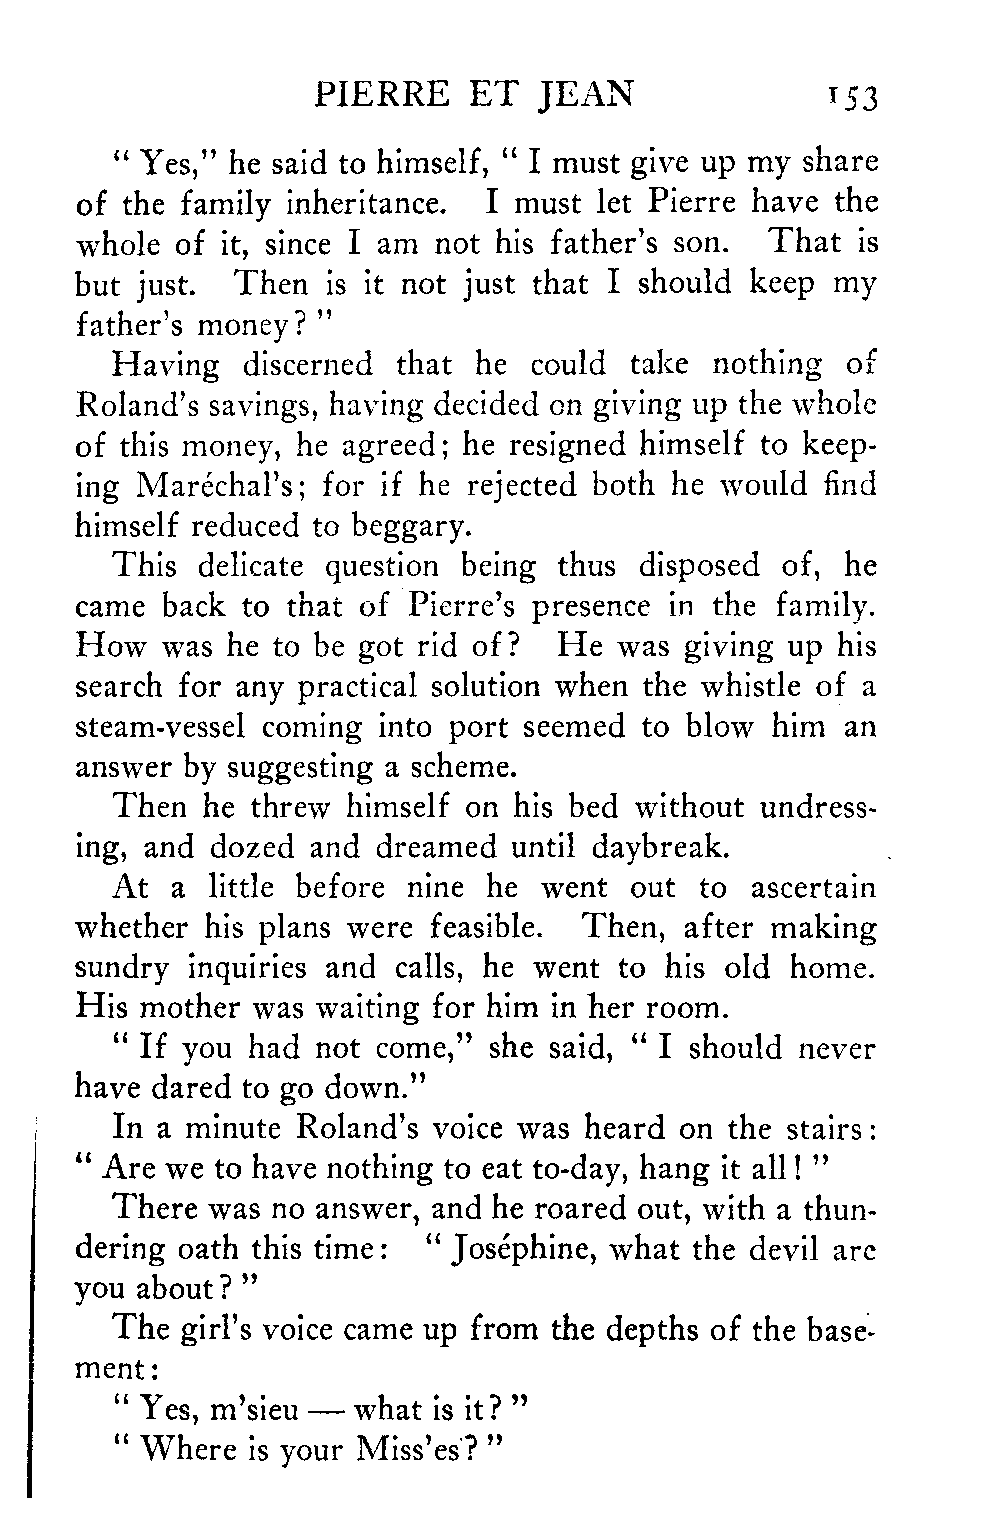 PIERRE ET JEAN 153
“ Yes,” he said to himself, “ I must give up my share
of the family inheritance. I must let Pierre have the
whole of it, since I am not his father’s son. That is
but just. Then is it not just that I should keep my
father’s money? ”
Having discerned that he could take nothing of
Roland’s savings, having decided on giving up the whole
of this money, he agreed; he resigned himself to keep-
ing Maréchal’s; for if he rejected both he would find
himself reduced to beggary.
This delicate question being thus disposed of, he
came back to that of Pierre’s presence in the family.
How was he to be got rid of? He was giving up his
search for any practical solution when the whistle of a
steam-vessel coming into port seemed to blow him an
answer by suggesting a scheme.
Then he threw himself on his bed without undress-
ing, and dozed and dreamed until daybreak.
At a little before nine he went out to ascertain
whether his plans were feasible. Then, after making
sundry inquiries and calls, he went to his old home.
His mother was waiting for him in her room.
“ If you had not come,” she said, “ I should never
have dared to go down.”
In a minute Roland’s voice was heard on the stairs:
“ Are we to have nothing to eat to-day, hang it all! ”
There was no answer, and he roared out, with a thun-
dering oath this time: “ Joséphine, what the devil are
you about? ”
The girl’s voice came up from the depths of the base-
ment:
“ Yes, m’sieu — what is it? ”
“ Where is your Miss’es? ”